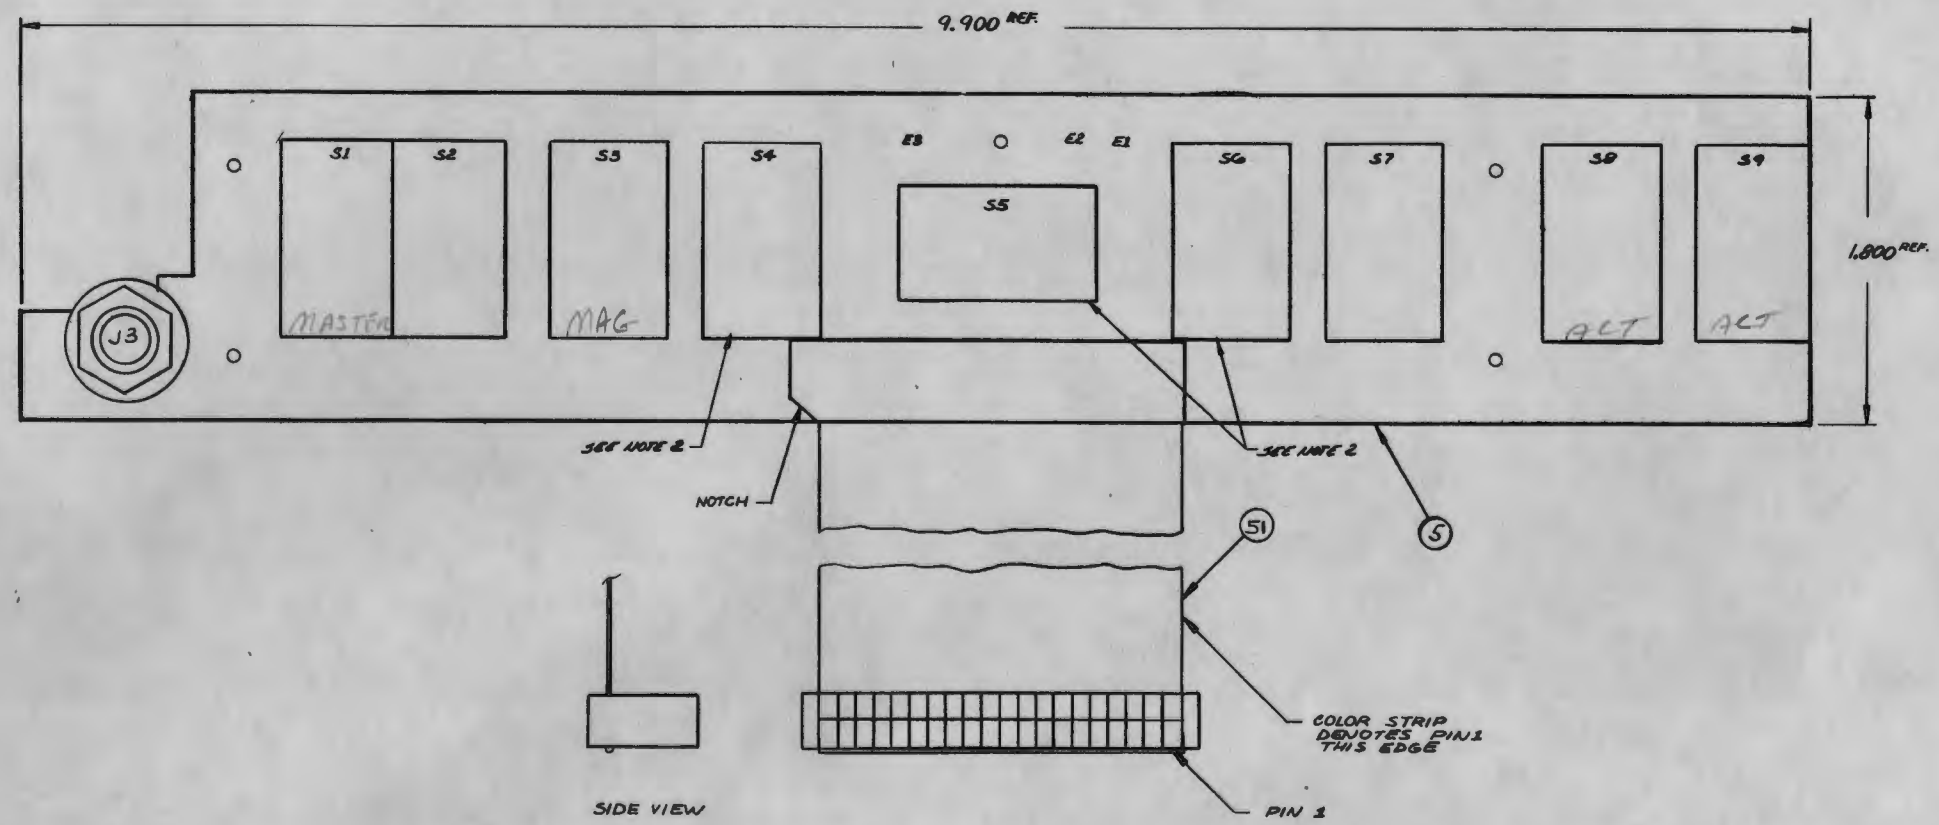 9.900 REF.
E3 E2 E1
S1 S2 S3 S4 S6 S7 S8 S9
S5
1.800 REF.
MASTER MAG ALT ALT
J3
SEE NOTE 2 SEE NOTE 2
NOTCH
51 5
COLOR STRIP
DENOTES PIN 1
THIS EDGE
SIDE VIEW
PIN 1